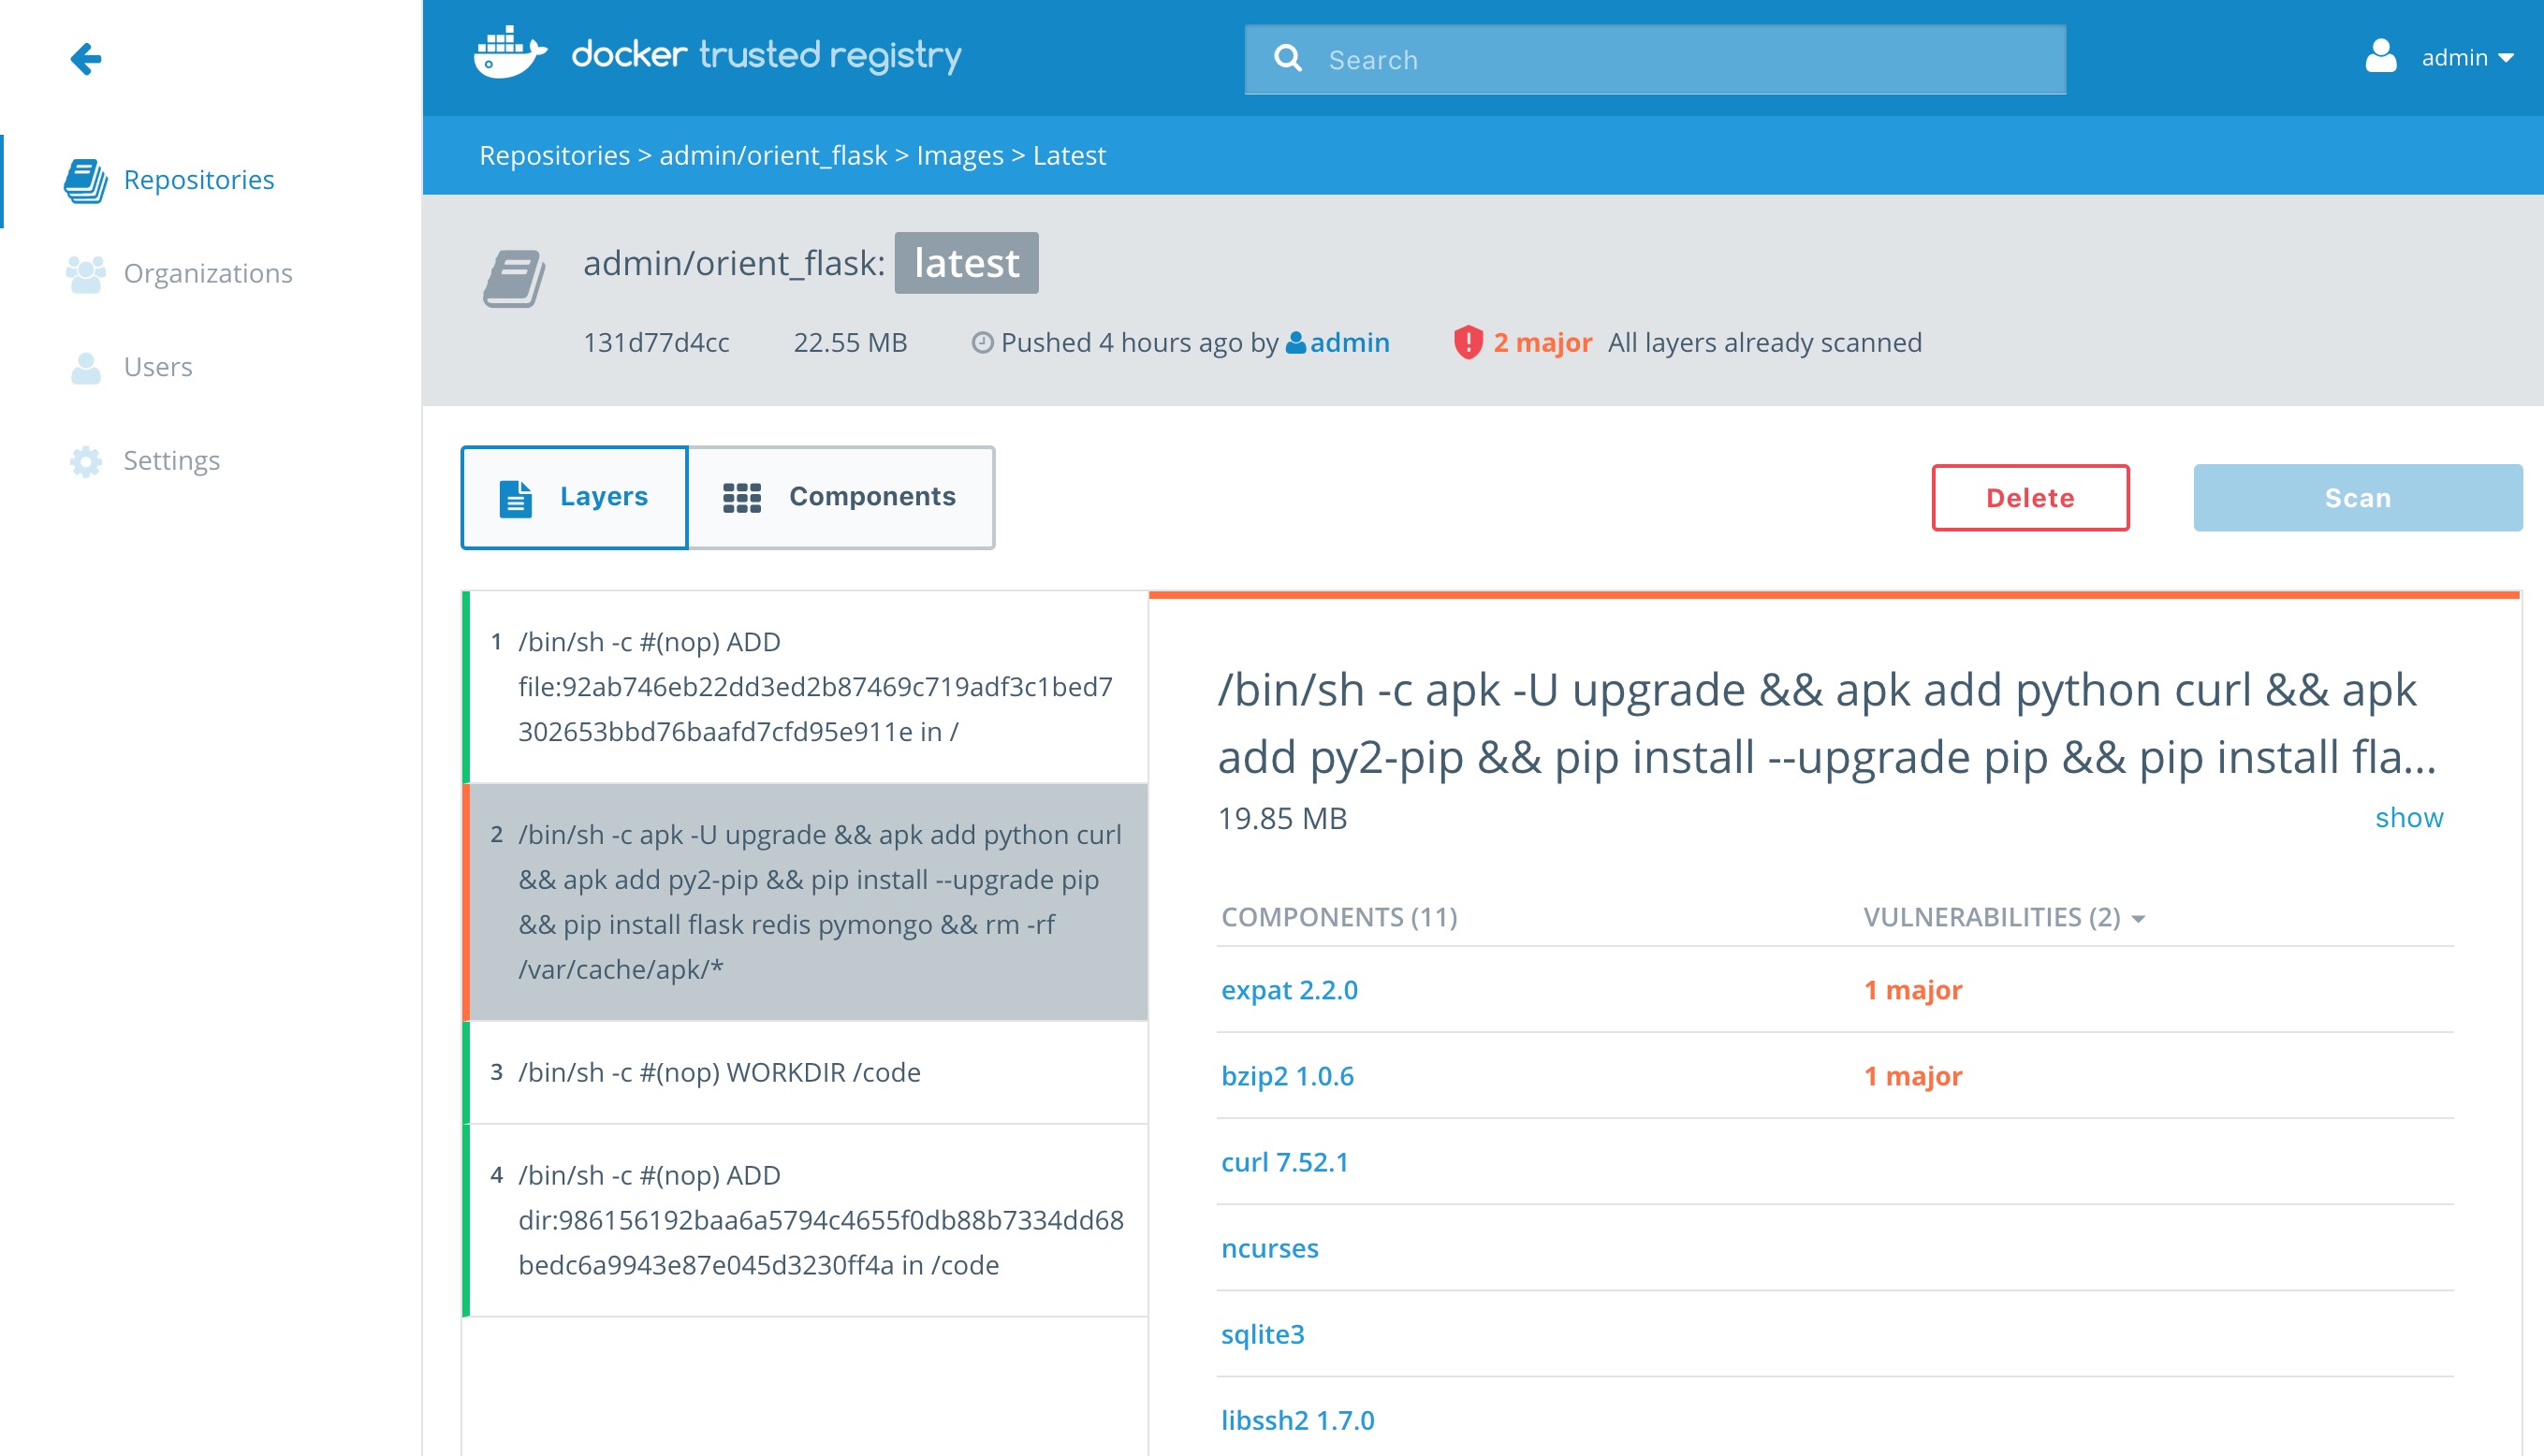 docker trusted registry
Search
admin
Repositories
Organizations
Users
Settings
Repositories > admin/orient_flask > Images > Latest
admin/orient_flask: latest
131d77d4cc 22.55 MB Pushed 4 hours ago by admin 2 major All layers already scanned
Layers Components
Delete Scan
1 /bin/sh -c #(nop) ADD
file:92ab746eb22dd3ed2b87469c719adf3c1bed7
302653bbd76baafd7cfd95e911e in /
2 /bin/sh -c apk -U upgrade && apk add python curl
&& apk add py2-pip && pip install --upgrade pip
&& pip install flask redis pymongo && rm -rf
/var/cache/apk/*
3 /bin/sh -c #(nop) WORKDIR /code
4 /bin/sh -c #(nop) ADD
dir:986156192baa6a5794c4655f0db88b7334dd68
bedc6a9943e87e045d3230ff4a in /code
/bin/sh -c apk -U upgrade && apk add python curl && apk
add py2-pip && pip install --upgrade pip && pip install fla...
19.85 MB show
COMPONENTS (11) VULNERABILITIES (2)
expat 2.2.0 1 major
bzip2 1.0.6 1 major
curl 7.52.1
ncurses
sqlite3
libssh2 1.7.0